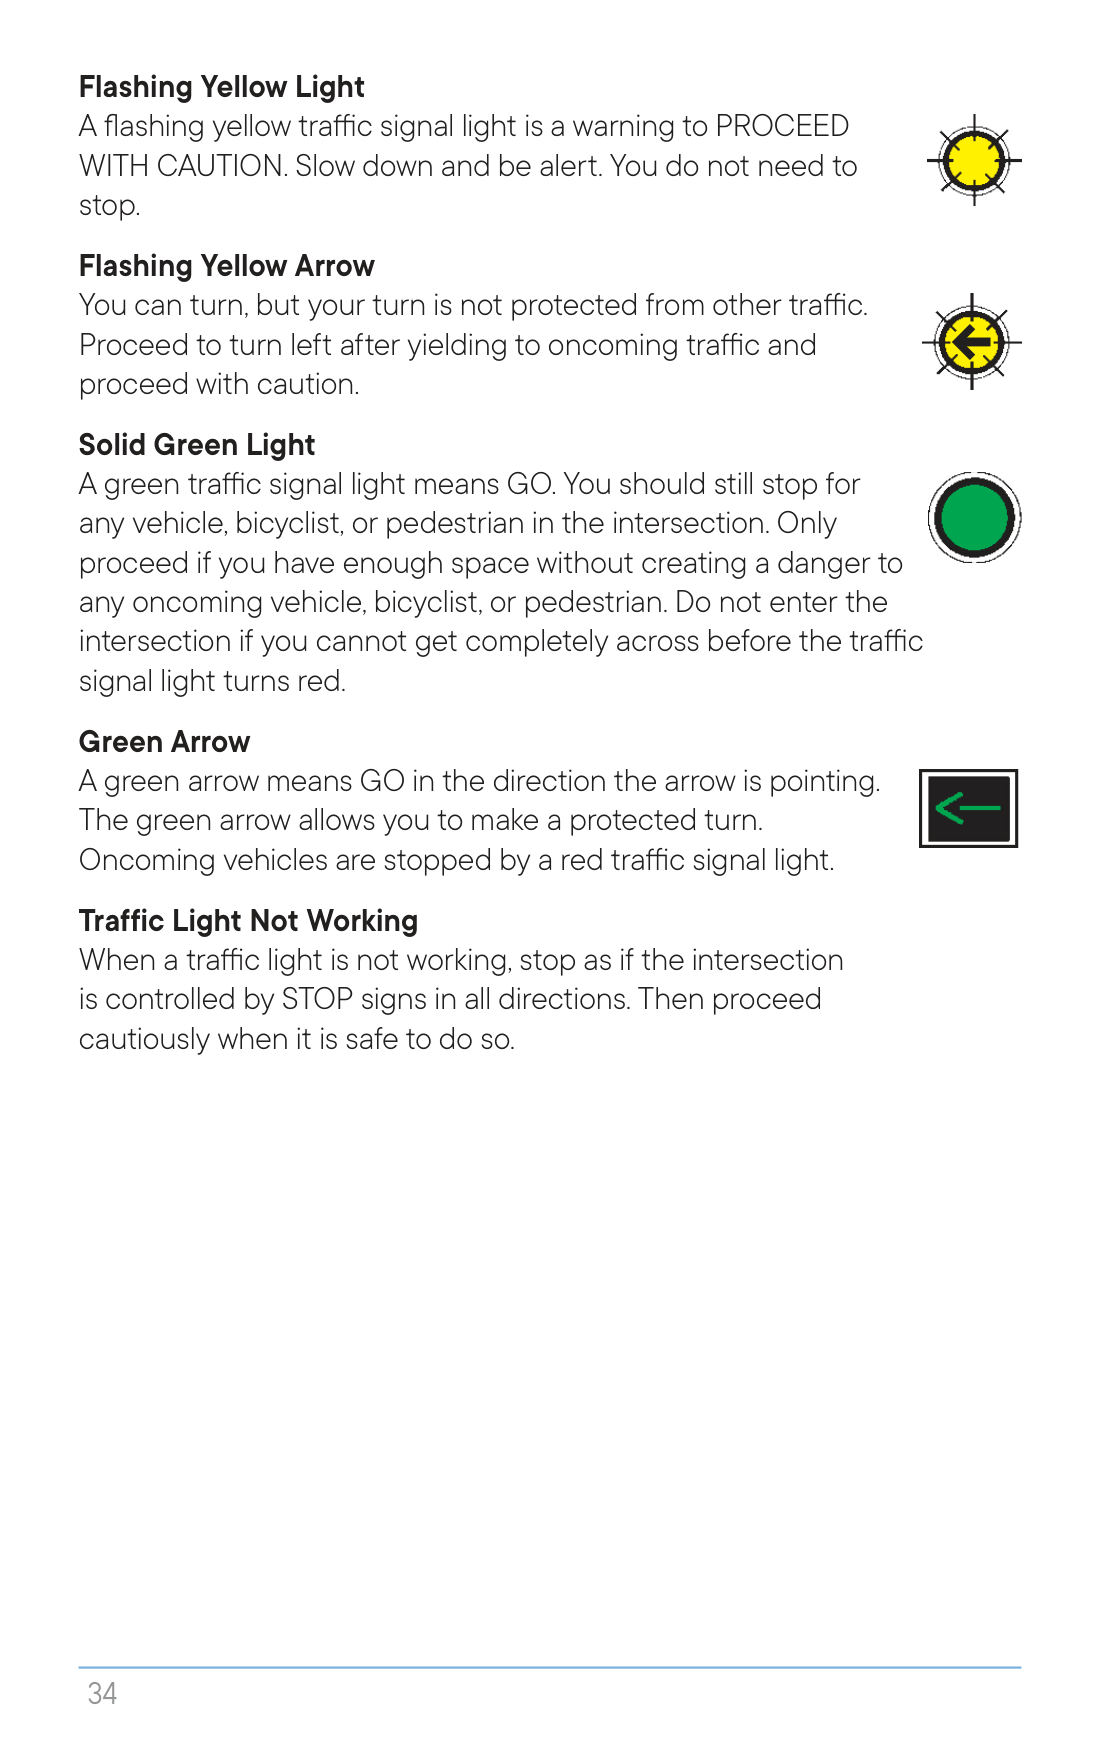 Flashing Yellow Light
A flashing yellow traffic signal light is a warning to PROCEED
WITH CAUTION. Slow down and be alert. You do not need to
stop.
Flashing Yellow Arrow
You can turn, but your turn is not protected from other traffic.
Proceed to turn left after yielding to oncoming traffic and
proceed with caution.
Solid Green Light
A green traffic signal light means GO. You should still stop for
any vehicle, bicyclist, or pedestrian in the intersection. Only
proceed if you have enough space without creating a danger to
any oncoming vehicle, bicyclist, or pedestrian. Do not enter the
intersection if you cannot get completely across before the traffic
signal light turns red.
Green Arrow
A green arrow means GO in the direction the arrow is pointing.
The green arrow allows you to make a protected turn.
Oncoming vehicles are stopped by a red traffic signal light.
Traffic Light Not Working
When a traffic light is not working, stop as if the intersection
is controlled by STOP signs in all directions. Then proceed
cautiously when it is safe to do so.
34